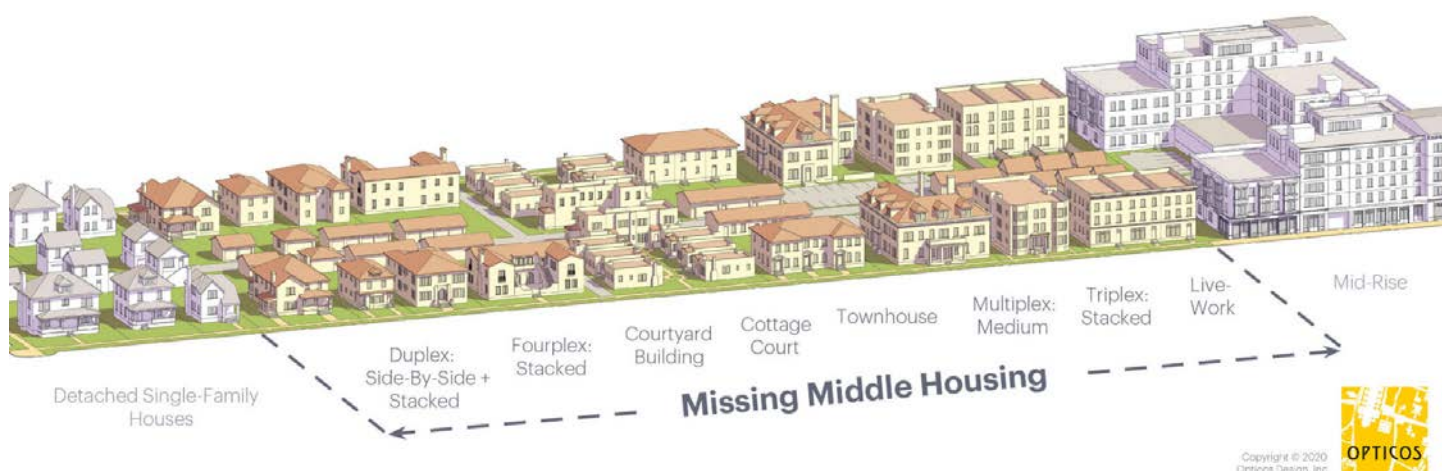 Detached Single-Family
Houses
Duplex:
Side-By-Side +
Stacked
Fourplex:
Stacked
Courtyard
Building
Cottage
Court
Townhouse
Multiplex:
Medium
Triplex:
Stacked
Live-
Work
Mid-Rise
Missing Middle Housing
Copyright © 2020
Opticos Design, Inc.
OPTICOS